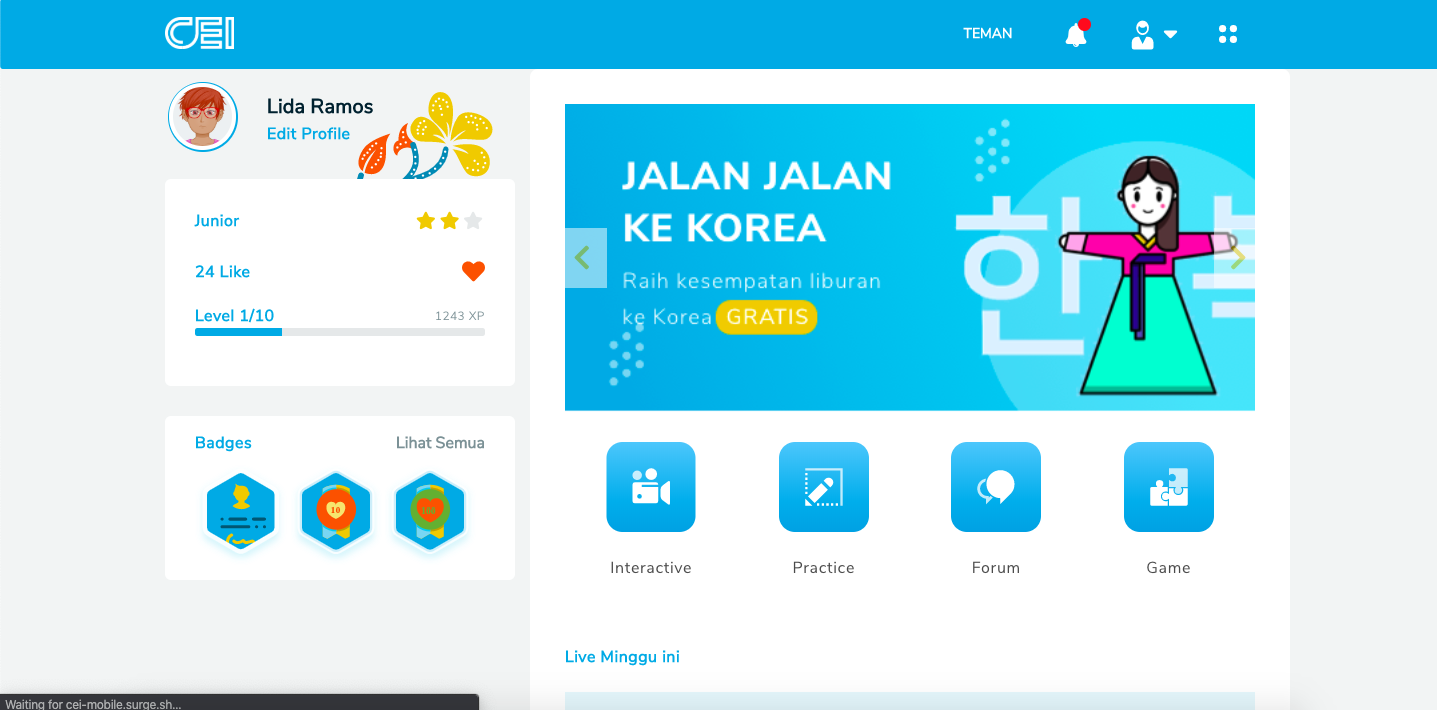 CEI
TEMAN
Lida Ramos
Edit Profile
Junior
24 Like
Level 1/10
1243 XP
Badges
Lihat Semua
10
100
JALAN JALAN
KE KOREA
Raih kesempatan liburan
ke Korea GRATIS
한
Interactive
Practice
Forum
Game
Live Minggu ini
Waiting for cei-mobile.surge.sh...